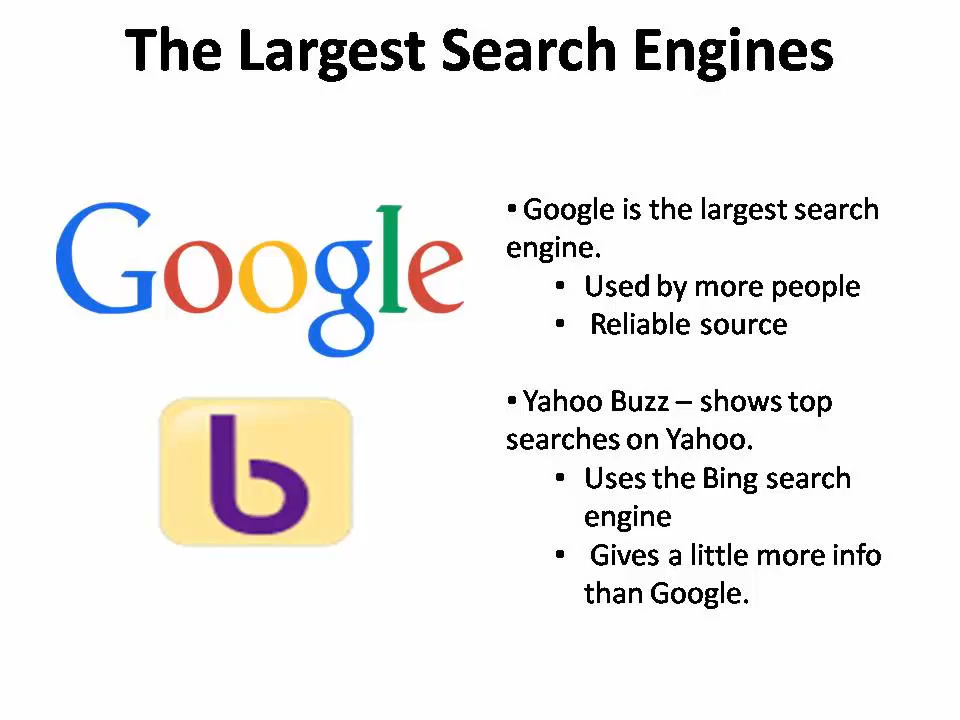 The Largest Search Engines
Google
• Google is the largest search
engine.
• Used by more people
• Reliable source
b
• Yahoo Buzz – shows top
searches on Yahoo.
• Uses the Bing search
engine
• Gives a little more info
than Google.